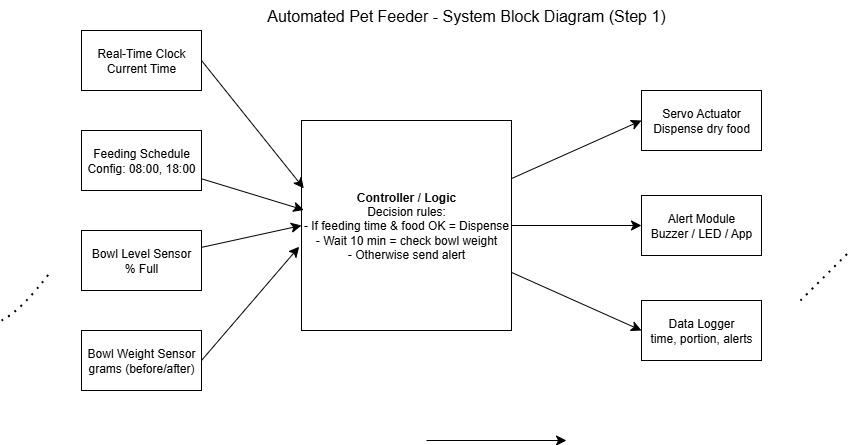 Automated Pet Feeder - System Block Diagram (Step 1)
Real-Time Clock
Current Time
Feeding Schedule
Config: 08:00, 18:00
Bowl Level Sensor
% Full
Bowl Weight Sensor
grams (before/after)
Controller / Logic
Decision rules:
- If feeding time & food OK = Dispense
- Wait 10 min = check bowl weight
- Otherwise send alert
Servo Actuator
Dispense dry food
Alert Module
Buzzer / LED / App
Data Logger
time, portion, alerts